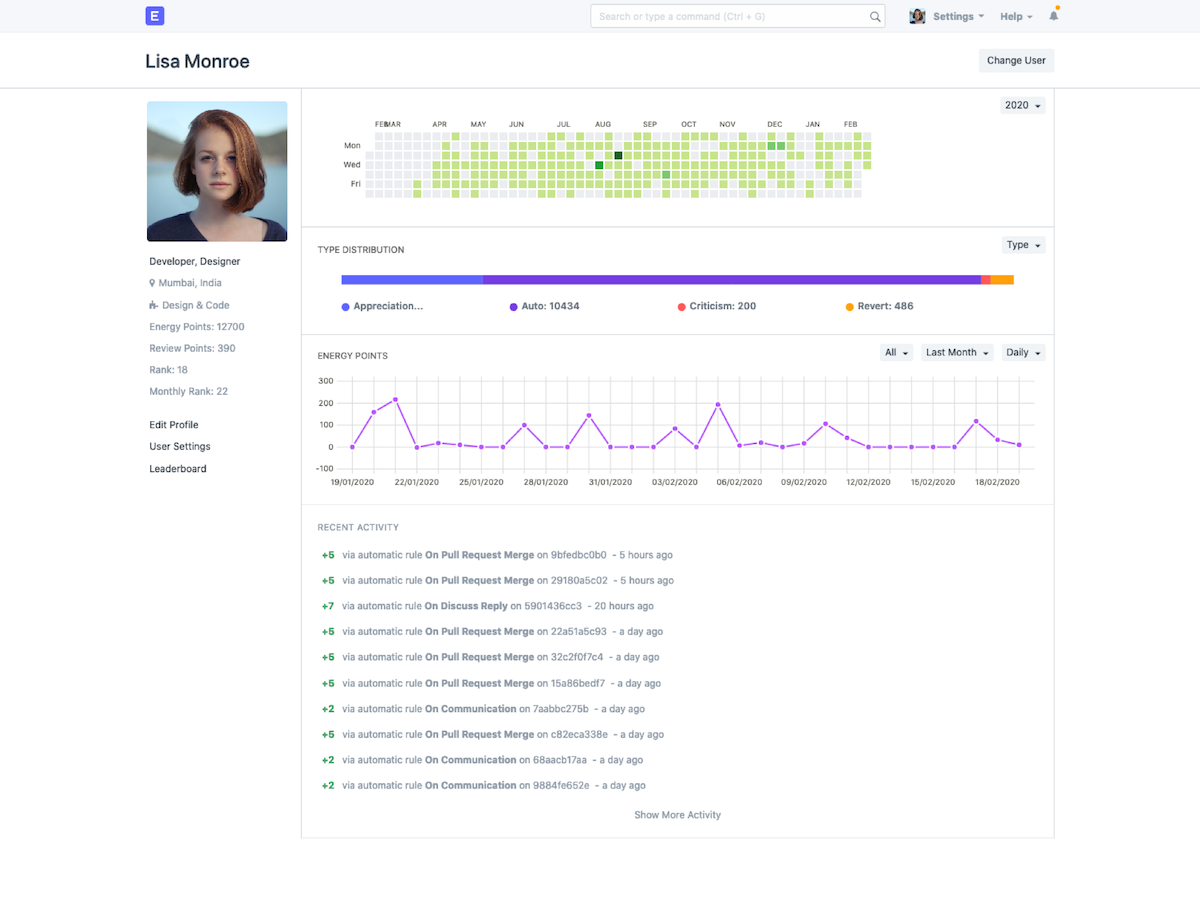 E
Search or type a command (Ctrl + G)
Settings
Help
Lisa Monroe
Change User
Developer, Designer
Mumbai, India
Design & Code
Energy Points: 12700
Review Points: 390
Rank: 18
Monthly Rank: 22
Edit Profile
User Settings
Leaderboard
2020
FEB MAR APR MAY JUN JUL AUG SEP OCT NOV DEC JAN FEB
Mon
Wed
Fri
TYPE DISTRIBUTION
Type
Appreciation... Auto: 10434 Criticism: 200 Revert: 486
ENERGY POINTS
All Last Month Daily
300
200
100
0
-100
19/01/2020 22/01/2020 25/01/2020 28/01/2020 31/01/2020 03/02/2020 06/02/2020 09/02/2020 12/02/2020 15/02/2020 18/02/2020
RECENT ACTIVITY
+5 via automatic rule On Pull Request Merge on 9bfedbc0b0 - 5 hours ago
+5 via automatic rule On Pull Request Merge on 29180a5c02 - 5 hours ago
+7 via automatic rule On Discuss Reply on 5901436cc3 - 20 hours ago
+5 via automatic rule On Pull Request Merge on 22a51a5c93 - a day ago
+5 via automatic rule On Pull Request Merge on 32c2f0f7c4 - a day ago
+5 via automatic rule On Pull Request Merge on 15a86bedf7 - a day ago
+2 via automatic rule On Communication on 7aabbc275b - a day ago
+5 via automatic rule On Pull Request Merge on c82eca338e - a day ago
+2 via automatic rule On Communication on 68aacb17aa - a day ago
+2 via automatic rule On Communication on 9884fe652e - a day ago
Show More Activity